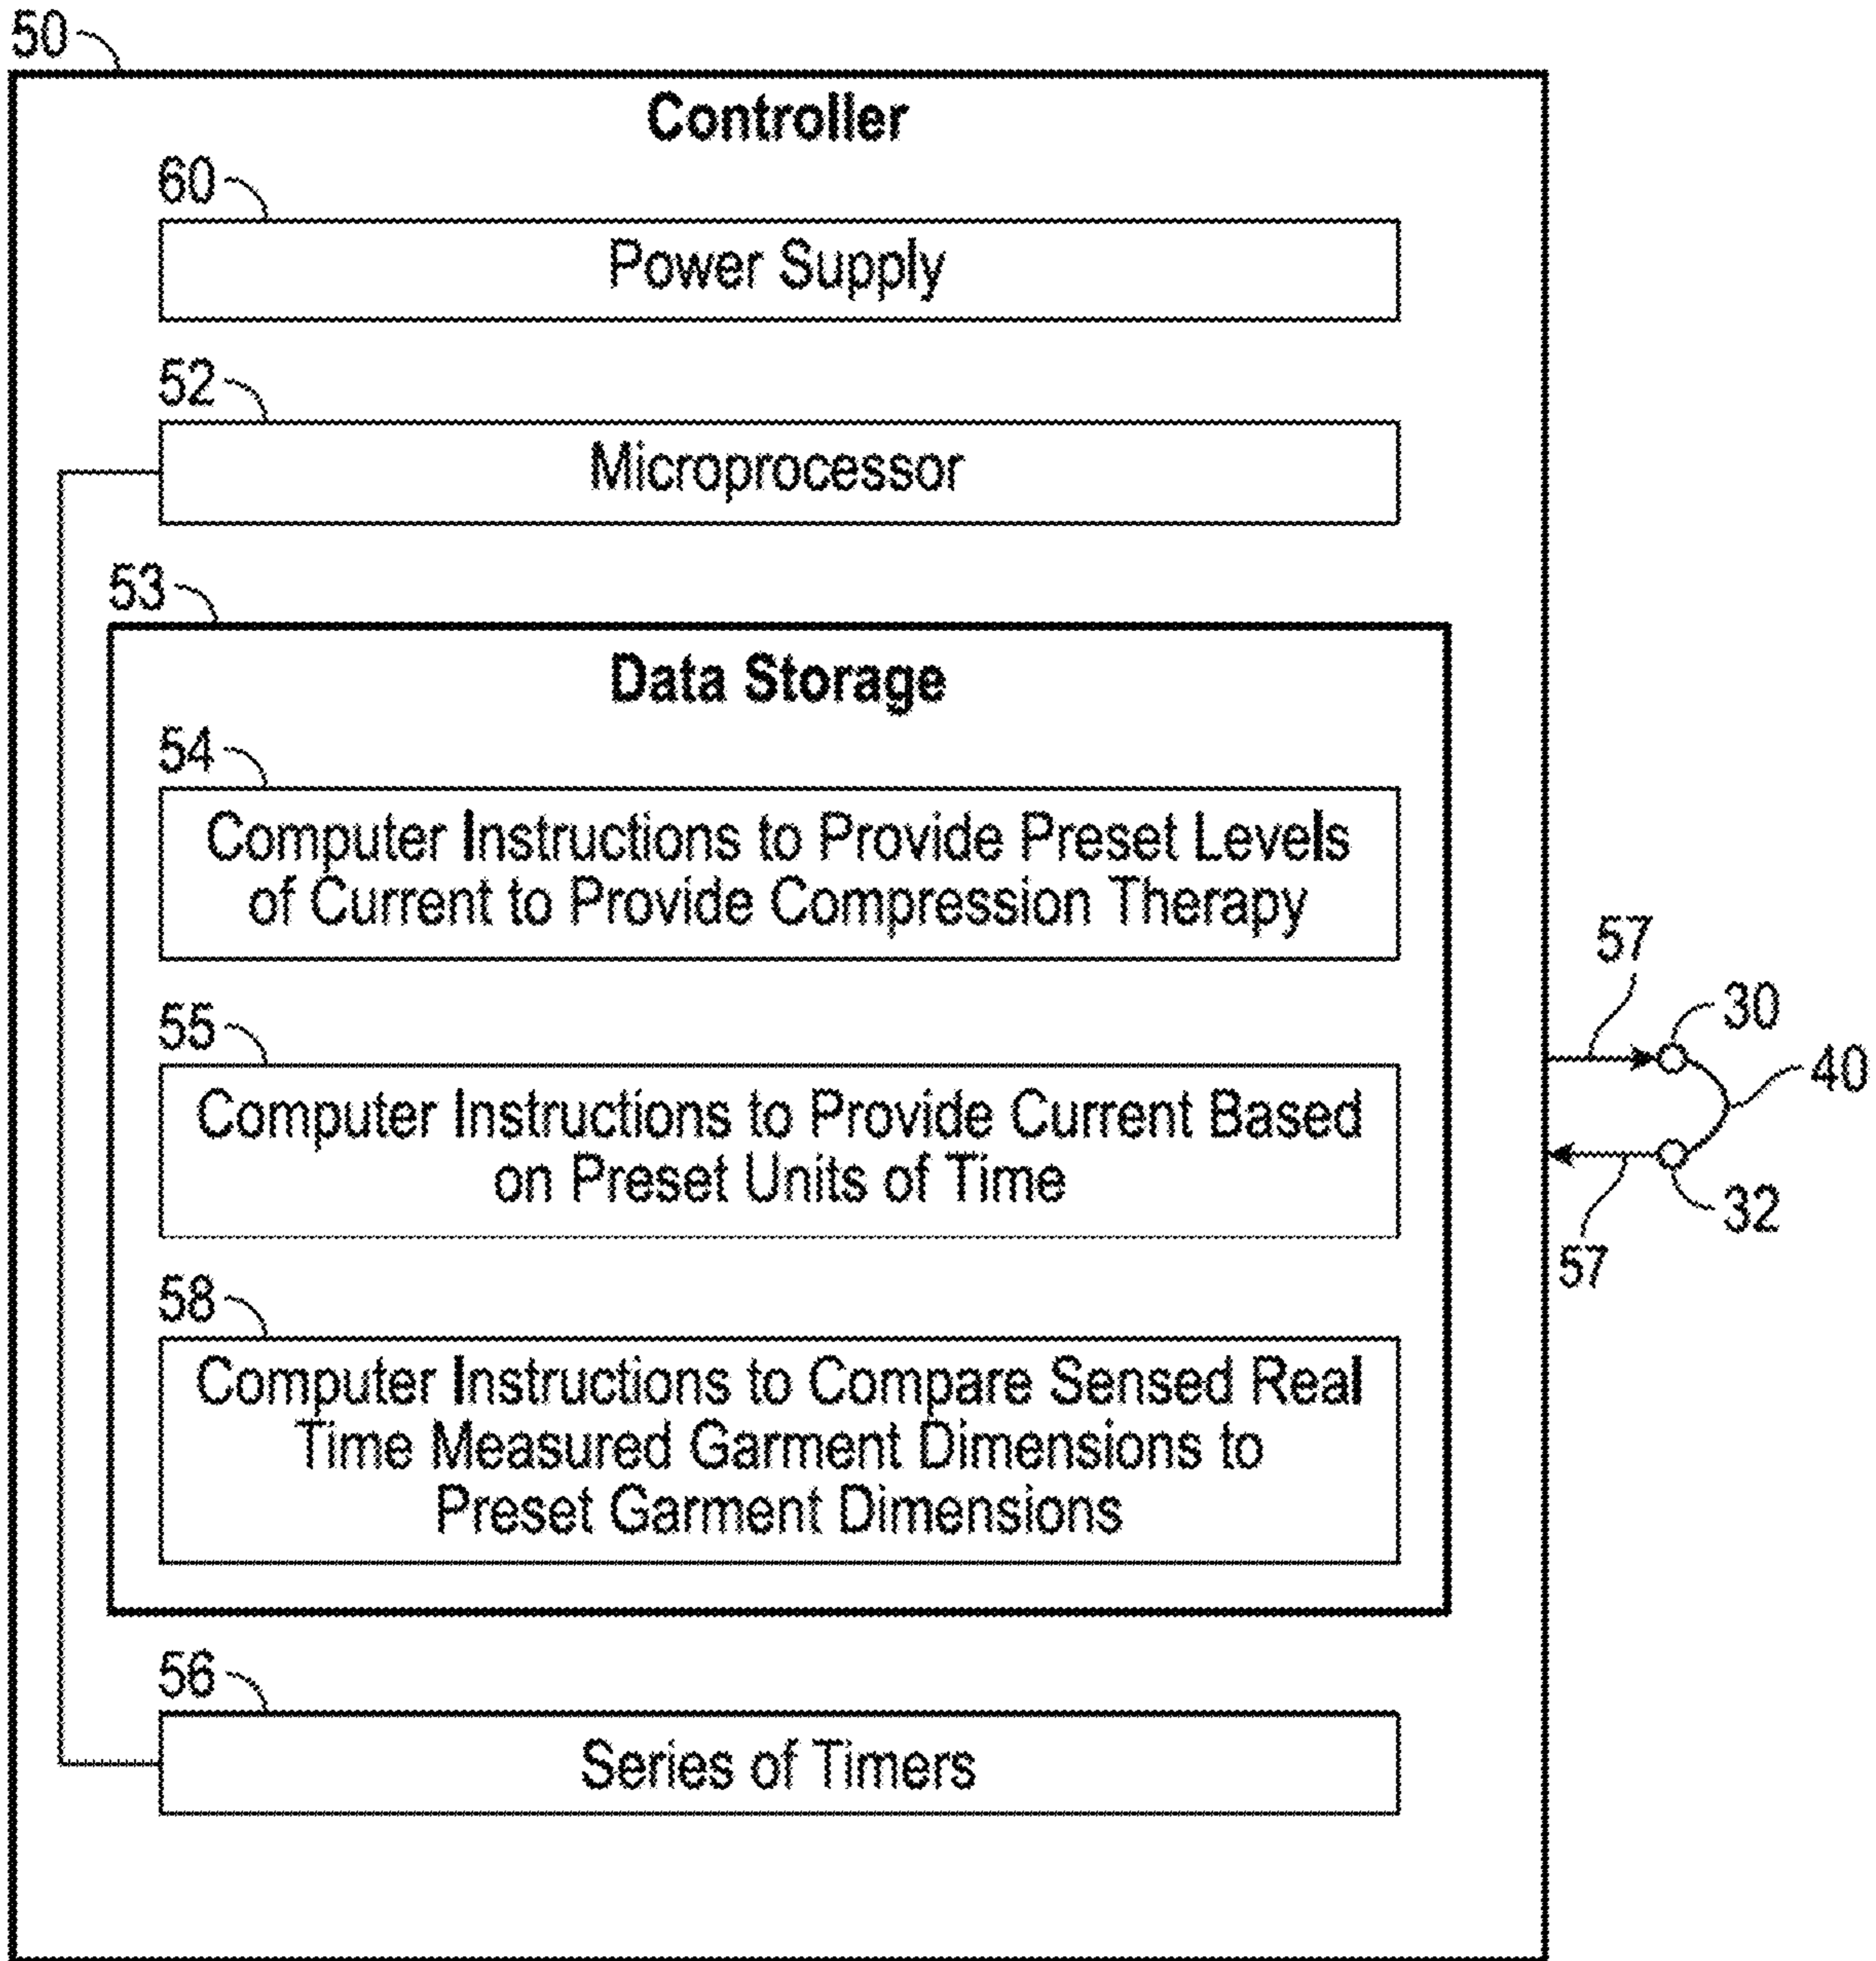 50
Controller
60
Power Supply
52
Microprocessor
53
Data Storage
54
Computer Instructions to Provide Preset Levels
of Current to Provide Compression Therapy
57
30
55
40
Computer Instructions to Provide Current Based
on Preset Units of Time
32
57
58
Computer Instructions to Compare Sensed Real
Time Measured Garment Dimensions to
Preset Garment Dimensions
56
Series of Timers